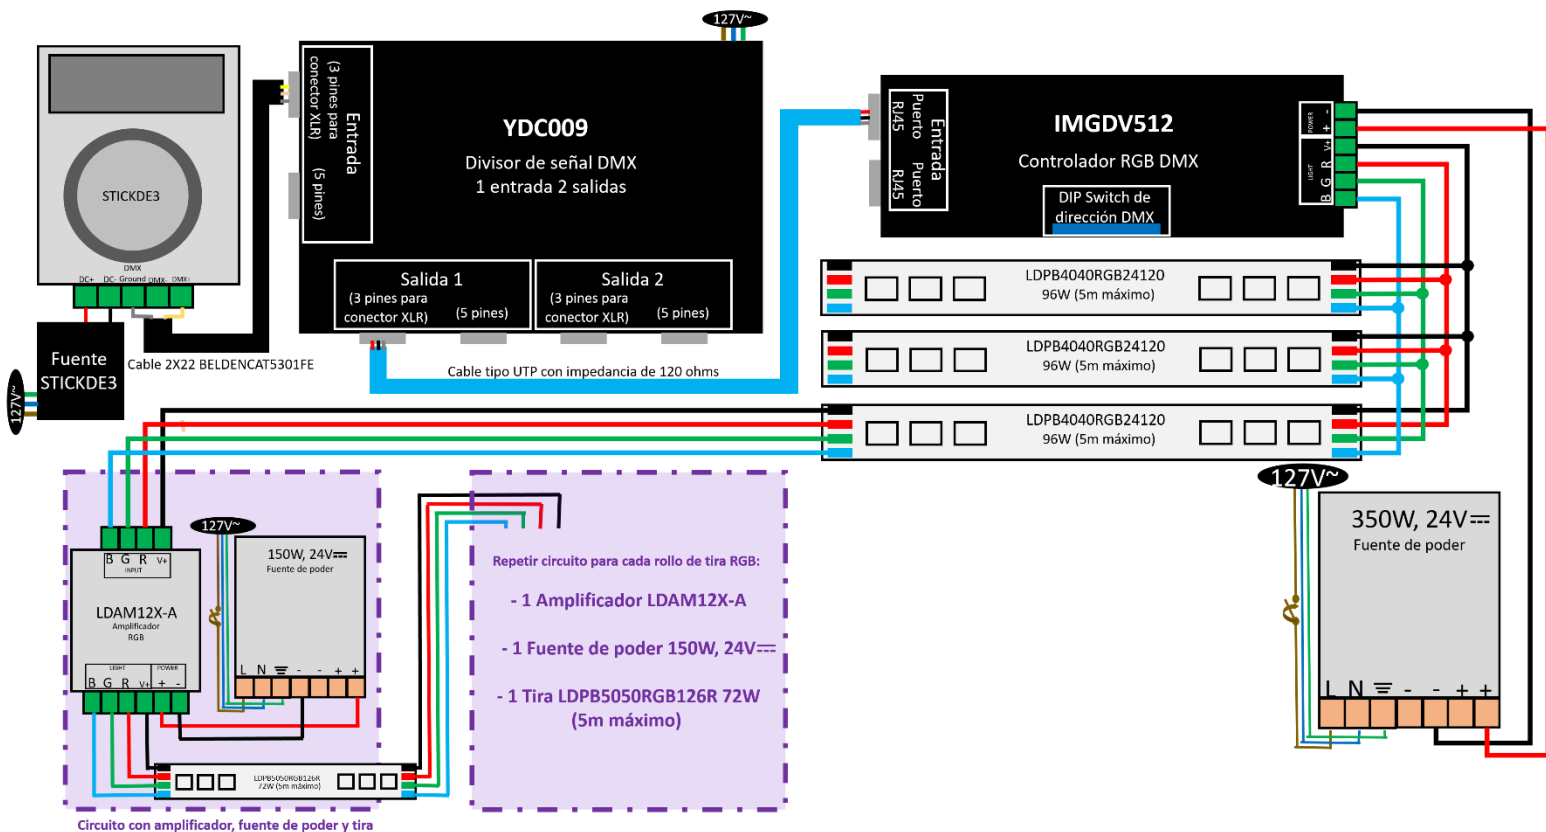 127V~
STICKDE3
DMX
DC+ DC- Ground DMX- DMX+
Fuente
STICKDE3
127V~
Cable 2X22 BELDENCAT5301FE
Entrada
(3 pines para
conector XLR)
(5 pines)
YDC009
Divisor de señal DMX
1 entrada 2 salidas
Salida 1
(3 pines para
conector XLR)
(5 pines)
Salida 2
(3 pines para
conector XLR)
(5 pines)
Cable tipo UTP con impedancia de 120 ohms
Entrada
Puerto
RJ45
Puerto
RJ45
IMGDV512
Controlador RGB DMX
DIP Switch de
dirección DMX
POWER
- +
LIGHT
V+ R G B
LDPB4040RGB24120
96W (5m máximo)
LDPB4040RGB24120
96W (5m máximo)
LDPB4040RGB24120
96W (5m máximo)
127V~
350W, 24V
Fuente de poder
L N - - + +
B G R V+
INPUT
LDAM12X-A
Amplificador
RGB
LIGHT POWER
B G R V+ + -
127V~
150W, 24V
Fuente de poder
L N - - + +
LDPB5050RGB126R
72W (5m máximo)
Circuito con amplificador, fuente de poder y tira
Repetir circuito para cada rollo de tira RGB:
- 1 Amplificador LDAM12X-A
- 1 Fuente de poder 150W, 24V
- 1 Tira LDPB5050RGB126R 72W
(5m máximo)